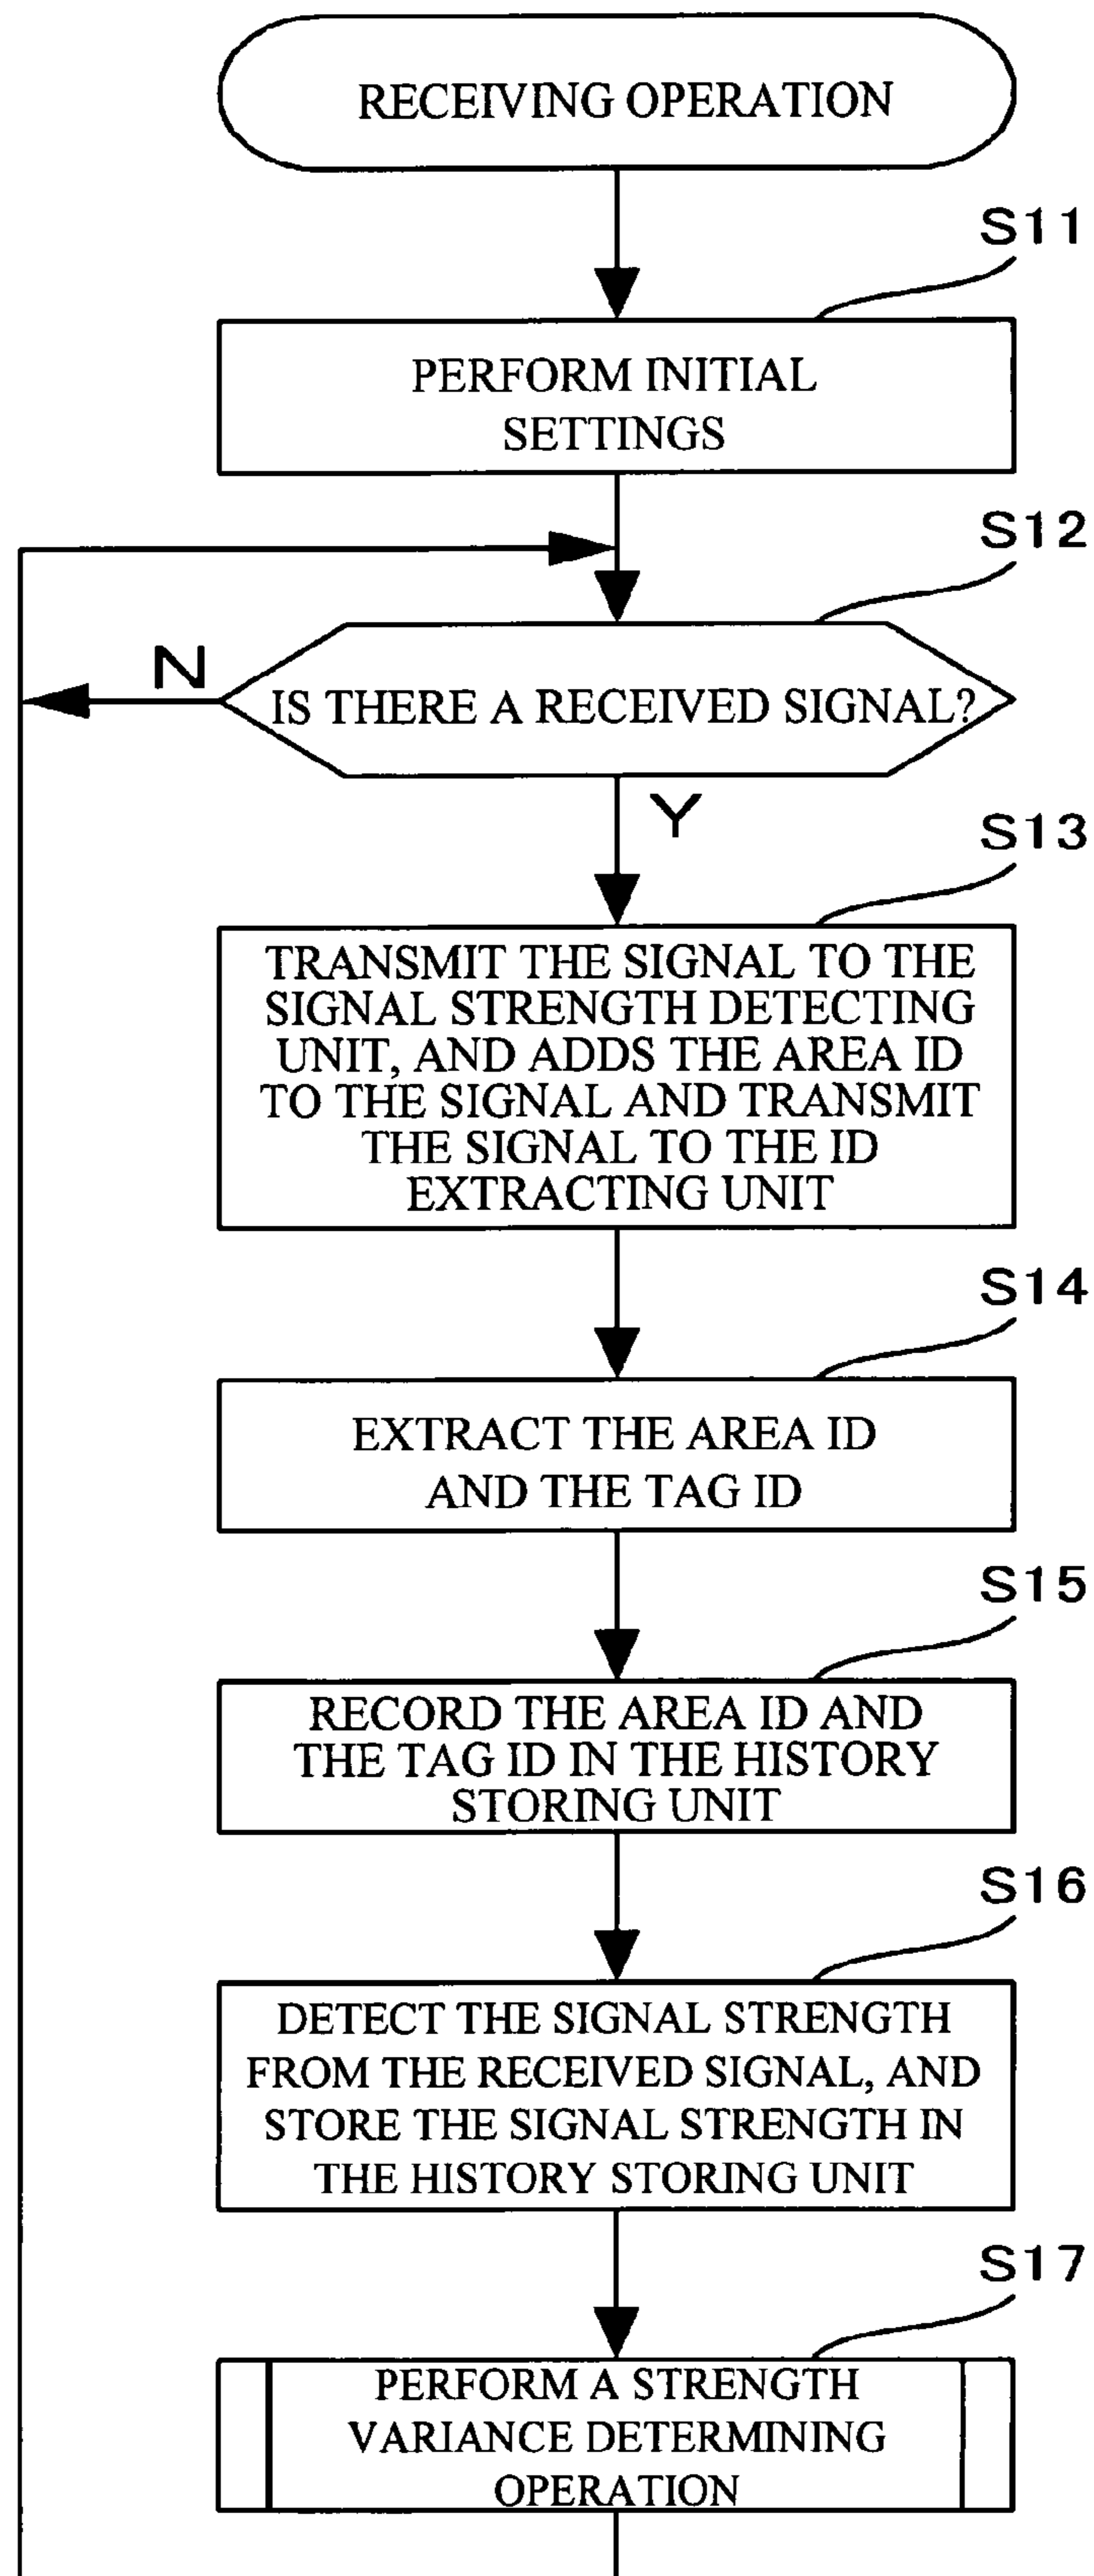 RECEIVING OPERATION
S11
PERFORM INITIAL
SETTINGS
S12
N
IS THERE A RECEIVED SIGNAL?
Y
S13
TRANSMIT THE SIGNAL TO THE
SIGNAL STRENGTH DETECTING
UNIT, AND ADDS THE AREA ID
TO THE SIGNAL AND TRANSMIT
THE SIGNAL TO THE ID
EXTRACTING UNIT
S14
EXTRACT THE AREA ID
AND THE TAG ID
S15
RECORD THE AREA ID AND
THE TAG ID IN THE HISTORY
STORING UNIT
S16
DETECT THE SIGNAL STRENGTH
FROM THE RECEIVED SIGNAL, AND
STORE THE SIGNAL STRENGTH IN
THE HISTORY STORING UNIT
S17
PERFORM A STRENGTH
VARIANCE DETERMINING
OPERATION